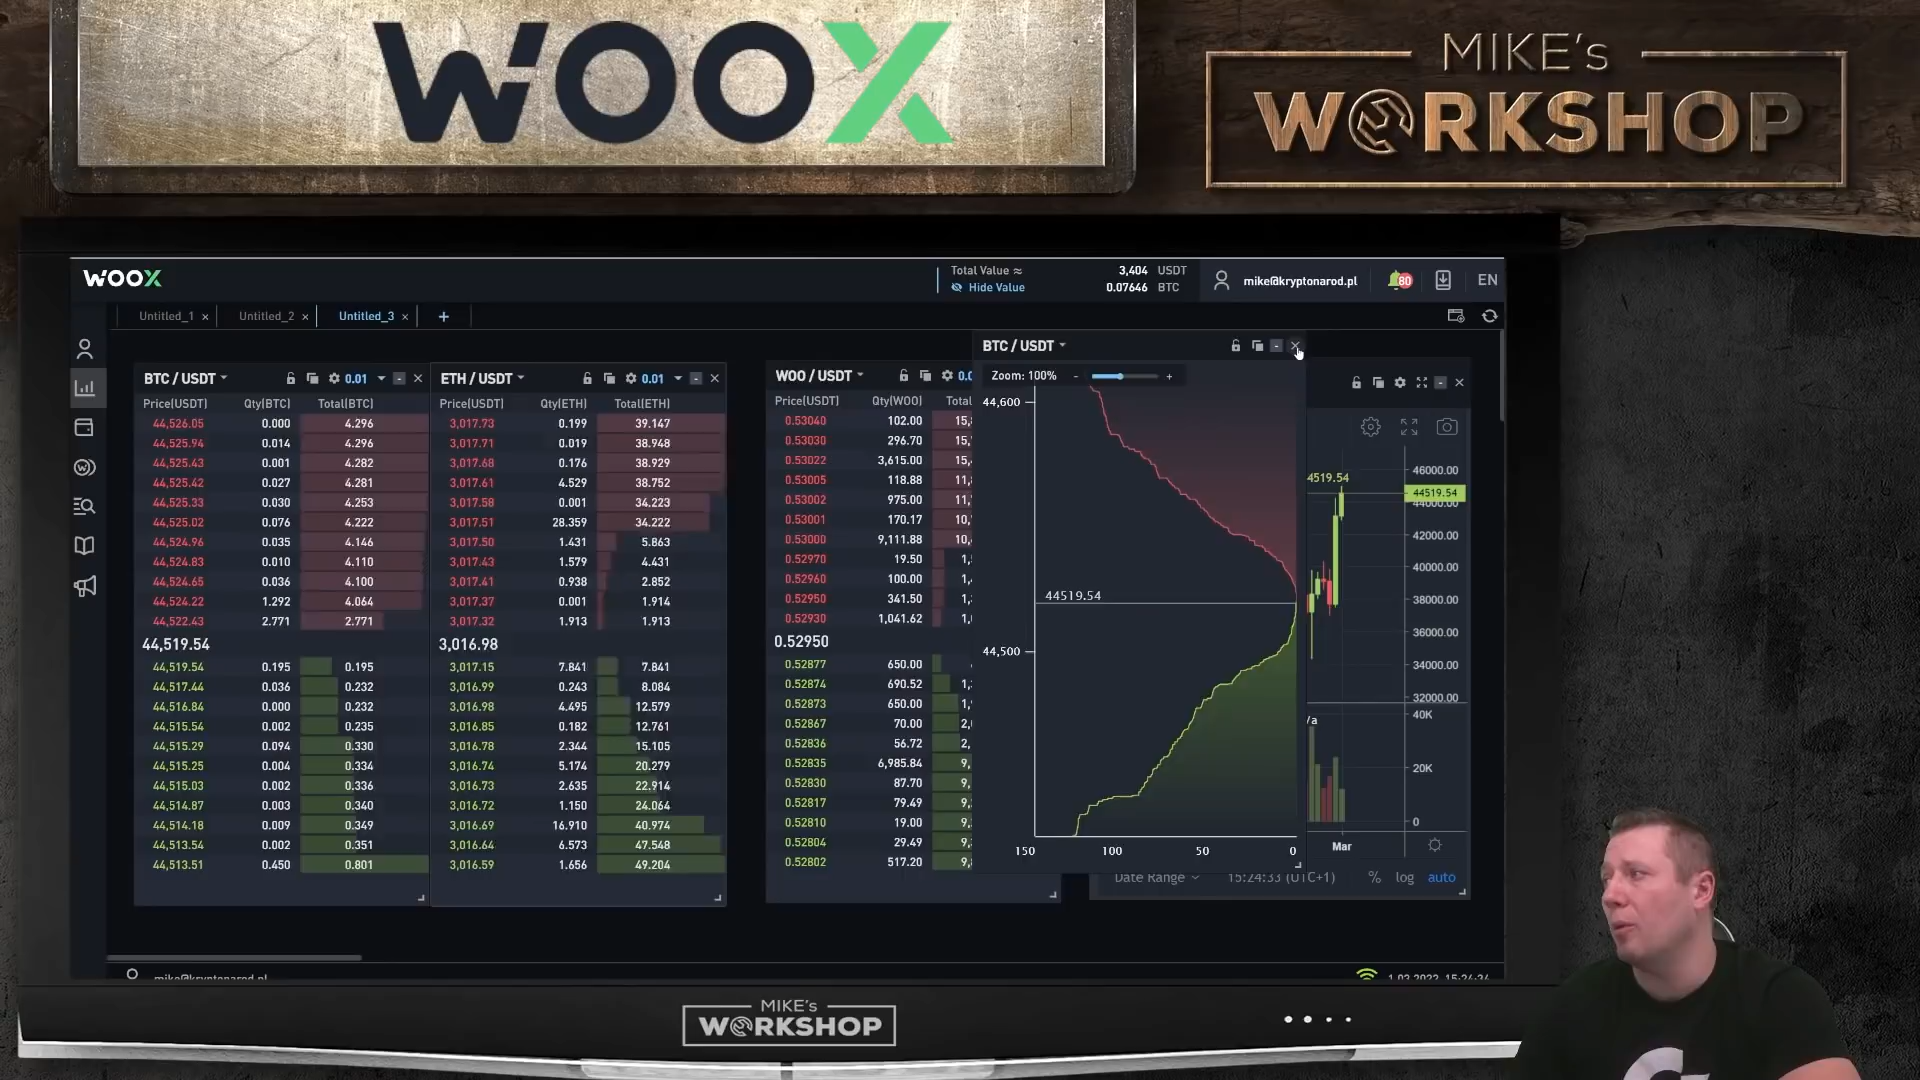 WOOX
MIKE's
WORKSHOP
WOOX
Total Value ≈ 3,404 USDT
Hide Value 0.07646 BTC
mike@kryptonarod.pl
80
EN
Untitled_1 × Untitled_2 × Untitled_3 × +
BTC / USDT
0.01
Price(USDT) Qty(BTC) Total(BTC)
44,526.05 0.000 4.296
44,525.94 0.014 4.296
44,525.43 0.001 4.282
44,525.42 0.027 4.281
44,525.33 0.030 4.253
44,525.02 0.076 4.222
44,524.96 0.035 4.146
44,524.83 0.010 4.110
44,524.65 0.036 4.100
44,524.22 1.292 4.064
44,522.43 2.771 2.771
44,519.54
44,519.54 0.195 0.195
44,517.44 0.036 0.232
44,516.84 0.000 0.232
44,515.54 0.002 0.235
44,515.29 0.094 0.330
44,515.25 0.004 0.334
44,515.03 0.002 0.336
44,514.87 0.003 0.340
44,514.18 0.009 0.349
44,513.54 0.002 0.351
44,513.51 0.450 0.801
ETH / USDT
0.01
Price(USDT) Qty(ETH) Total(ETH)
3,017.73 0.199 39.147
3,017.71 0.019 38.948
3,017.68 0.176 38.929
3,017.61 4.529 38.752
3,017.58 0.001 34.223
3,017.51 28.359 34.222
3,017.50 1.431 5.863
3,017.43 1.579 4.431
3,017.41 0.938 2.852
3,017.37 0.001 1.914
3,017.32 1.913 1.913
3,016.98
3,017.15 7.841 7.841
3,016.99 0.243 8.084
3,016.98 4.495 12.579
3,016.85 0.182 12.761
3,016.78 2.344 15.105
3,016.74 5.174 20.279
3,016.73 2.635 22.914
3,016.72 1.150 24.064
3,016.69 16.910 40.974
3,016.64 6.573 47.548
3,016.59 1.656 49.204
WOO / USDT
Price(USDT) Qty(WOO) Total
0.53040 102.00
0.53030 296.70
0.53022 3,615.00
0.53005 118.88
0.53002 975.00
0.53001 170.17
0.53000 9,111.88
0.52970 19.50
0.52960 100.00
0.52950 341.50
0.52930 1,041.62
0.52950
0.52877 650.00
0.52874 690.52
0.52873 650.00
0.52867 70.00
0.52836 56.72
0.52835 6,985.84
0.52830 87.70
0.52817 79.49
0.52810 19.00
0.52804 29.49
0.52802 517.20
BTC / USDT
Zoom: 100% - +
44,600
44519.54
44,500
150 100 50 0
4519.54
46000.00
44519.54
44000.00
42000.00
40000.00
38000.00
36000.00
34000.00
32000.00
40K
20K
0
Mar
Date Range 15:24:33 (UTC+1) % log auto
mike@kryptonarod.pl
1.03.2022 15:24:34
MIKE's
WORKSHOP